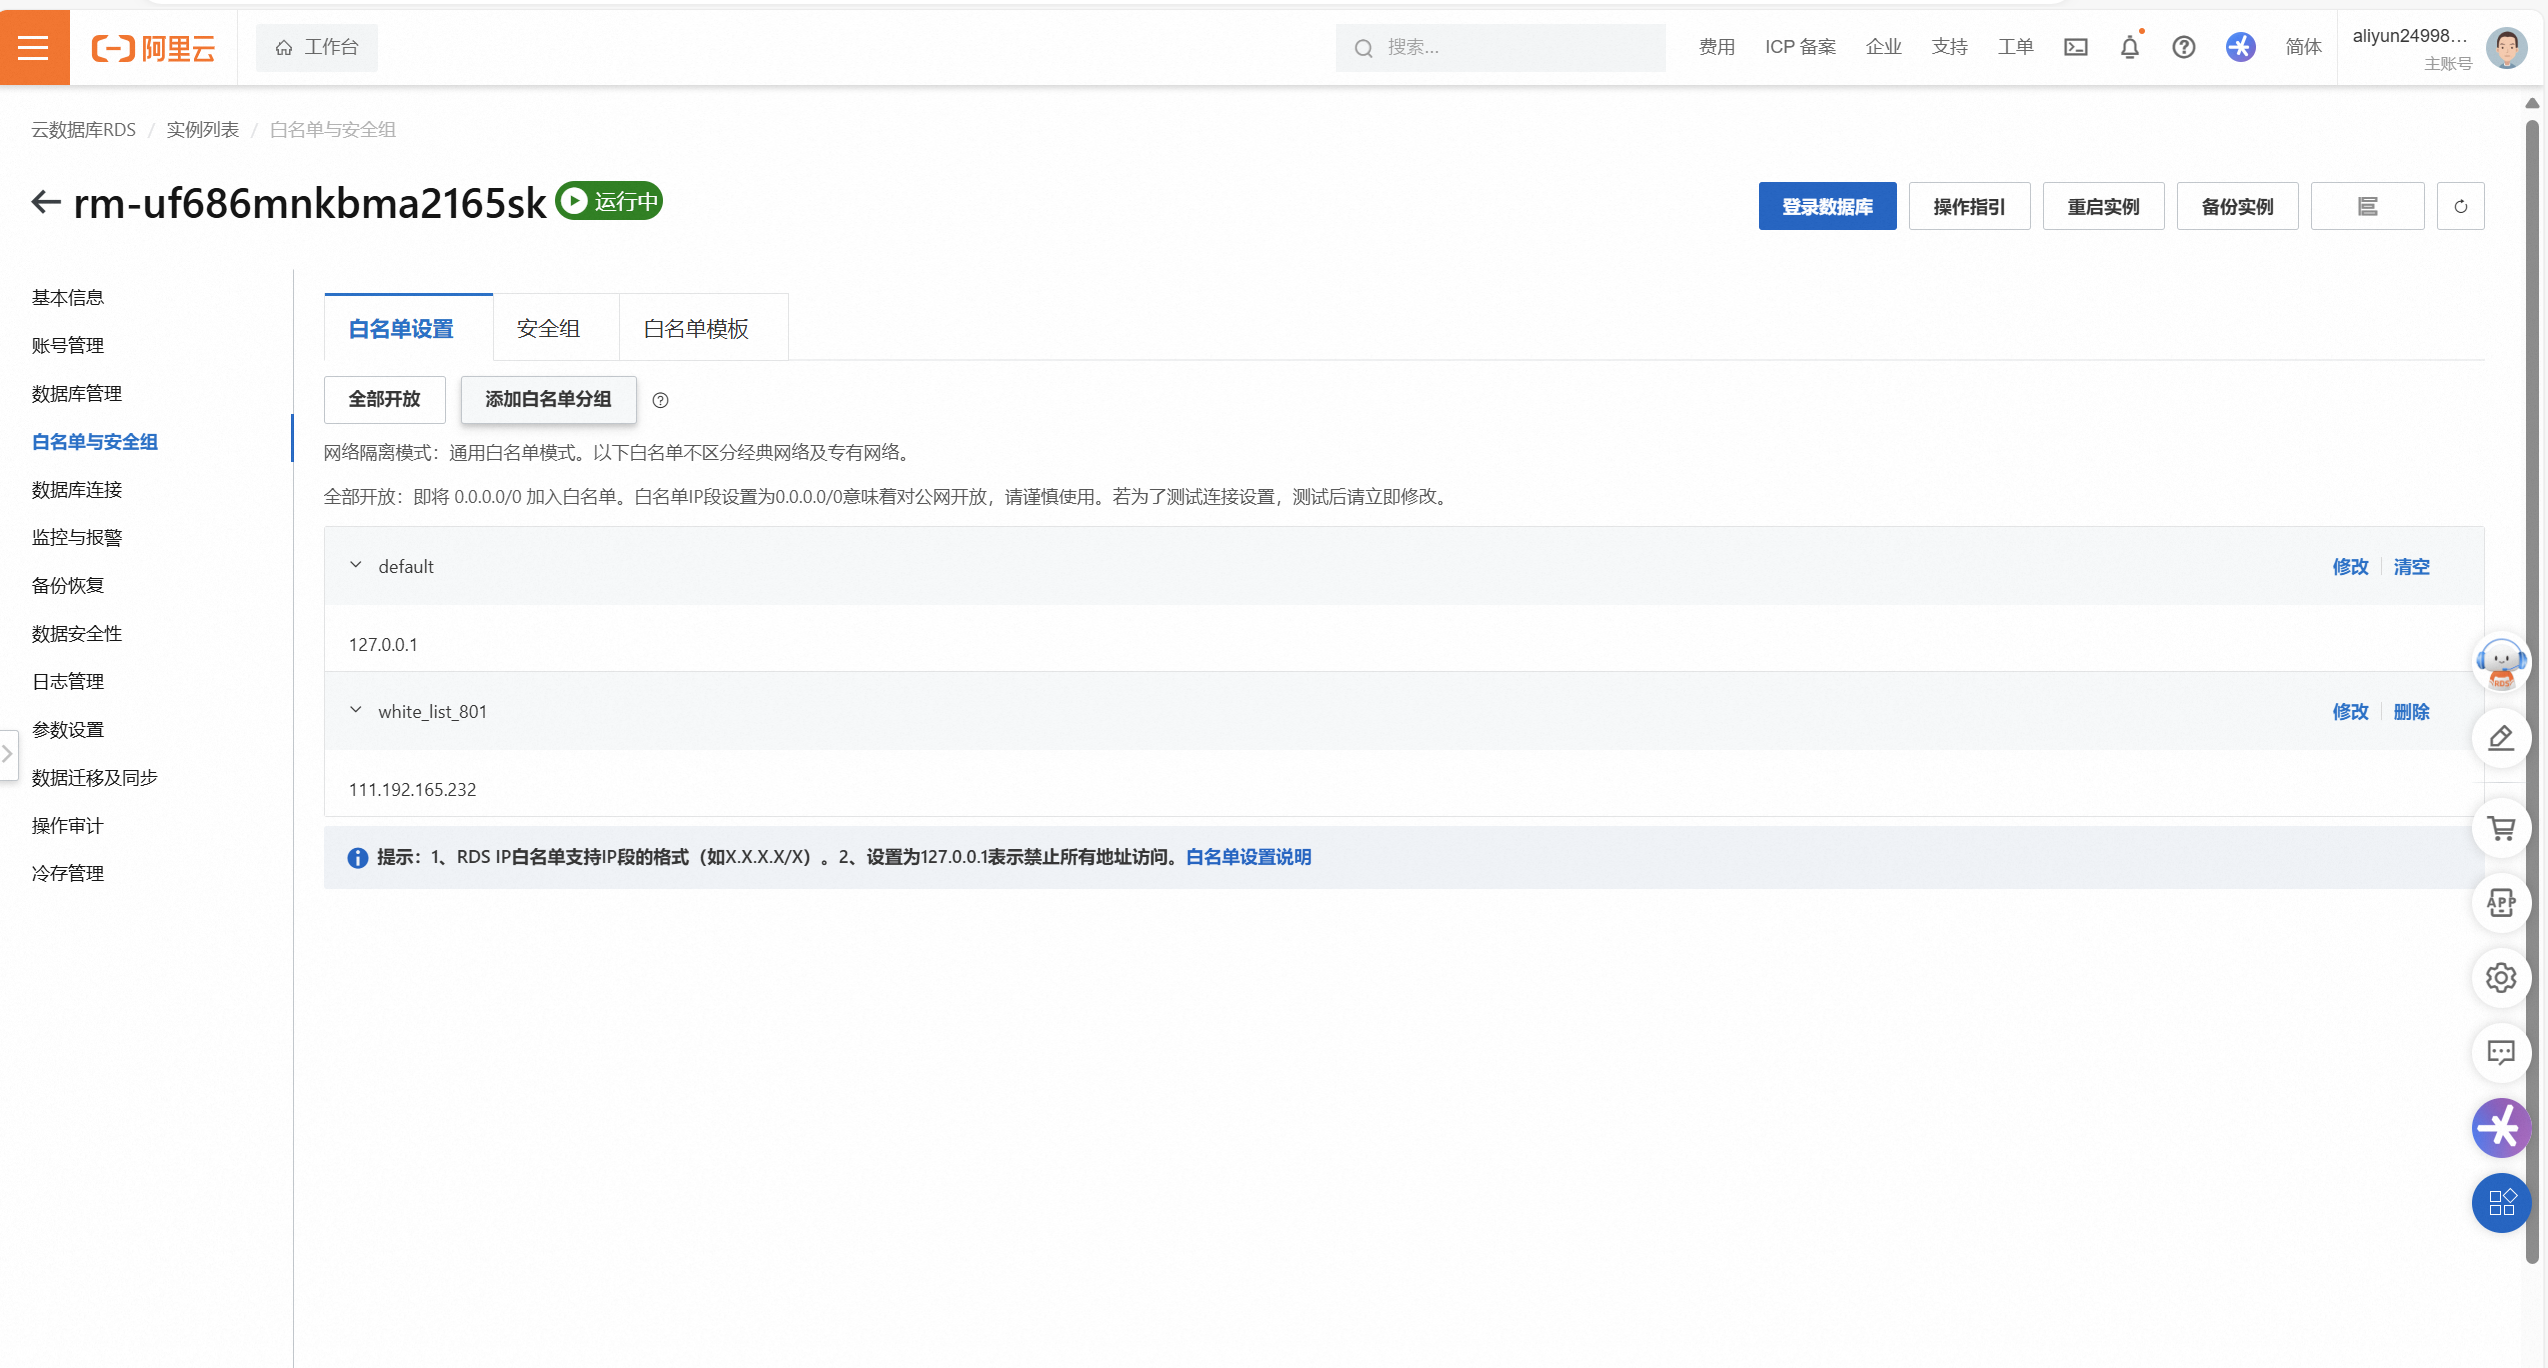 阿里云
工作台
搜索...
费用
ICP 备案
企业
支持
工单
简体
aliyun24998...
主账号
云数据库RDS / 实例列表 / 白名单与安全组
rm-uf686mnkbma2165sk
运行中
登录数据库
操作指引
重启实例
备份实例
基本信息
账号管理
数据库管理
白名单与安全组
数据库连接
监控与报警
备份恢复
数据安全性
日志管理
参数设置
数据迁移及同步
操作审计
冷存管理
白名单设置
安全组
白名单模板
全部开放
添加白名单分组
网络隔离模式：通用白名单模式。以下白名单不区分经典网络及专有网络。
全部开放：即将 0.0.0.0/0 加入白名单。白名单IP段设置为0.0.0.0/0意味着对公网开放，请谨慎使用。若为了测试连接设置，测试后请立即修改。
default
修改
清空
127.0.0.1
white_list_801
修改
删除
111.192.165.232
提示：1、RDS IP白名单支持IP段的格式（如X.X.X.X/X）。2、设置为127.0.0.1表示禁止所有地址访问。白名单设置说明
RDS
APP